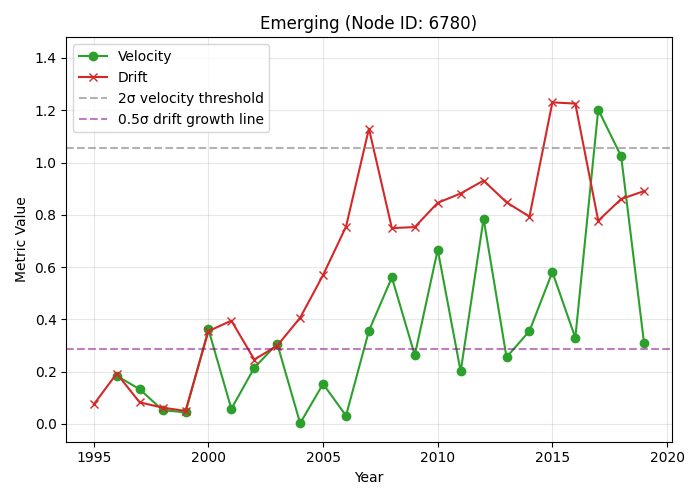 Emerging (Node ID: 6780)
Velocity
Drift
2σ velocity threshold
0.5σ drift growth line
Metric Value
1.4
1.2
1.0
0.8
0.6
0.4
0.2
0.0
1995 2000 2005 2010 2015 2020
Year